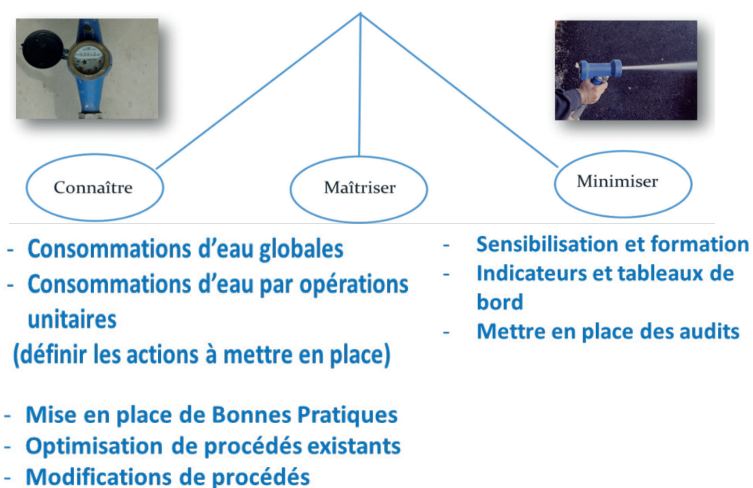 Connaître
Maîtriser
Minimiser
- Consommations d'eau globales
- Consommations d'eau par opérations
unitaires
(définir les actions à mettre en place)
- Sensibilisation et formation
- Indicateurs et tableaux de
bord
- Mettre en place des audits
- Mise en place de Bonnes Pratiques
- Optimisation de procédés existants
- Modifications de procédés